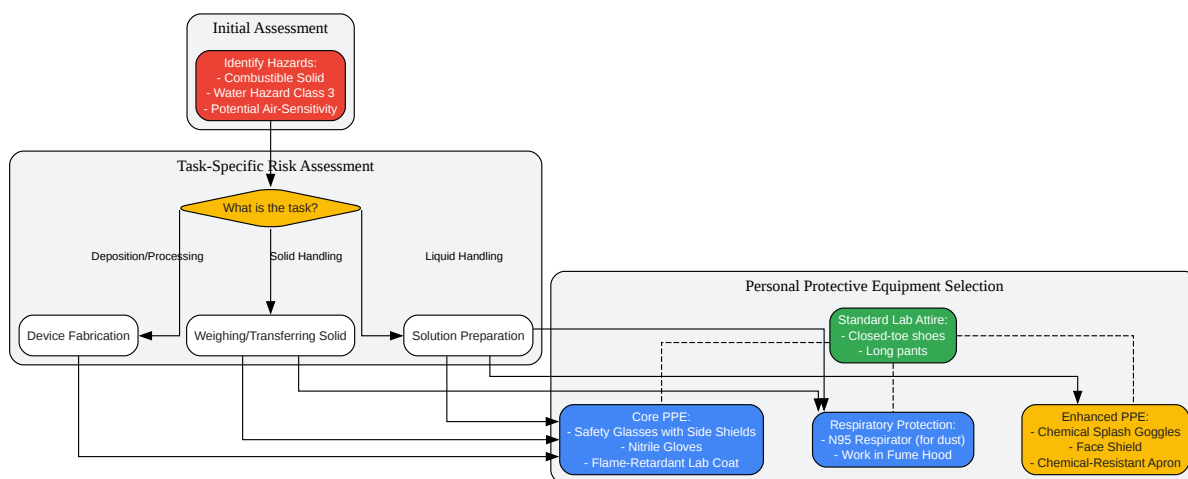 Initial Assessment
Identify Hazards:
- Combustible Solid
- Water Hazard Class 3
- Potential Air-Sensitivity
Task-Specific Risk Assessment
What is the task?
Deposition/Processing
Solid Handling
Liquid Handling
Device Fabrication
Weighing/Transferring Solid
Solution Preparation
Personal Protective Equipment Selection
Standard Lab Attire:
- Closed-toe shoes
- Long pants
Core PPE:
- Safety Glasses with Side Shields
- Nitrile Gloves
- Flame-Retardant Lab Coat
Respiratory Protection:
- N95 Respirator (for dust)
- Work in Fume Hood
Enhanced PPE:
- Chemical Splash Goggles
- Face Shield
- Chemical-Resistant Apron